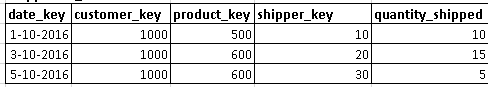 date_key customer_key product_key shipper_key quantity_shipped
1-10-2016 1000 500 10 10
3-10-2016 1000 600 20 15
5-10-2016 1000 600 30 5